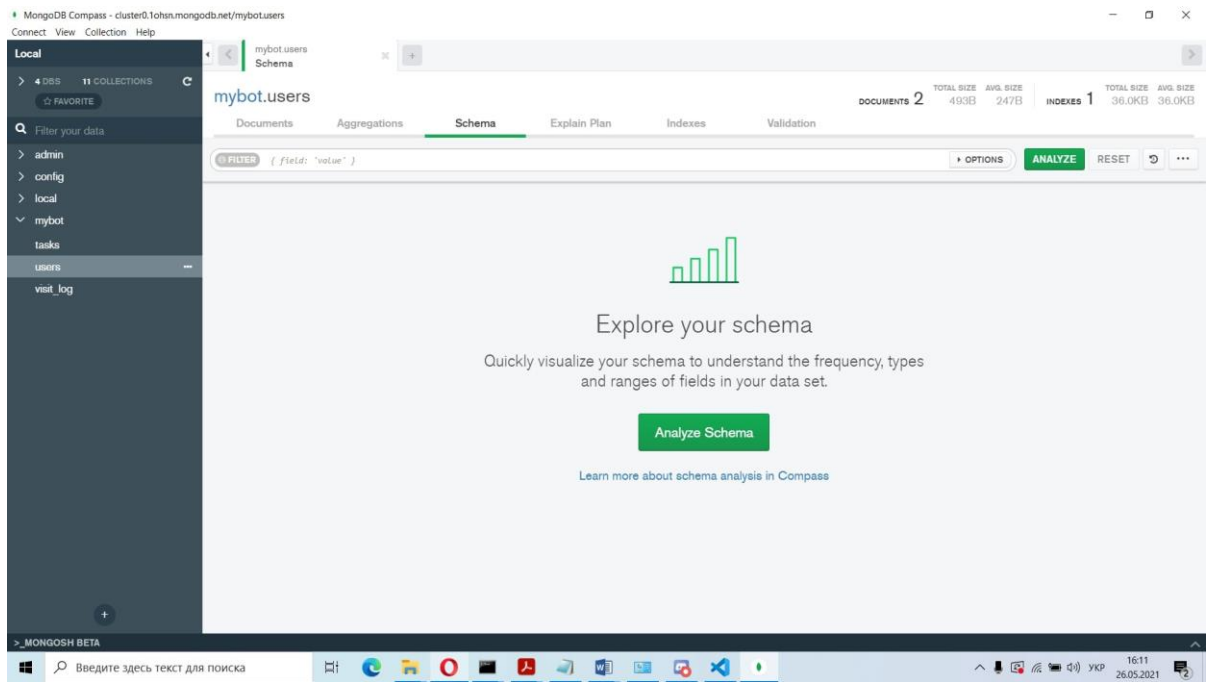 MongoDB Compass - cluster0.1ohsn.mongodb.net/mybot.users
Connect View Collection Help
Local
4 DBS 11 COLLECTIONS
FAVORITE
Filter your data
admin
config
local
mybot
tasks
users
visit_log
>_MONGOSH BETA
mybot.users
Schema
mybot.users
DOCUMENTS 2 TOTAL SIZE 493B AVG. SIZE 247B INDEXES 1 TOTAL SIZE 36.0KB AVG. SIZE 36.0KB
Documents Aggregations Schema Explain Plan Indexes Validation
FILTER { field: 'value' } OPTIONS ANALYZE RESET
Explore your schema
Quickly visualize your schema to understand the frequency, types
and ranges of fields in your data set.
Analyze Schema
Learn more about schema analysis in Compass
Введите здесь текст для поиска
УКР
16:11
26.05.2021
2